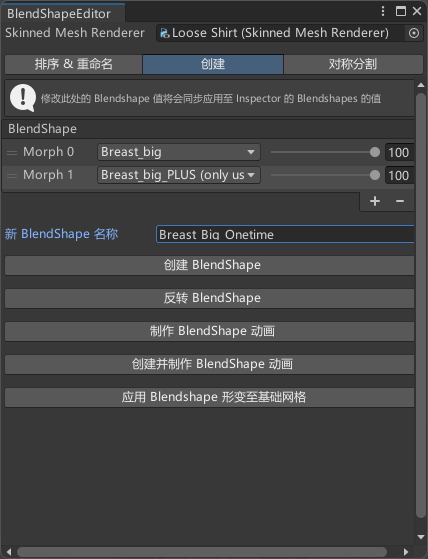 BlendShapeEditor
Skinned Mesh Renderer Loose Shirt (Skinned Mesh Renderer)
排序 & 重命名 创建 对称分割
修改此处的 Blendshape 值将会同步应用至 Inspector 的 Blendshapes 的值
BlendShape
Morph 0 Breast_big 100
Morph 1 Breast_big_PLUS (only us 100
+ −
新 BlendShape 名称 Breast_Big_Onetime
创建 BlendShape
反转 BlendShape
制作 BlendShape 动画
创建并制作 BlendShape 动画
应用 Blendshape 形变至基础网格